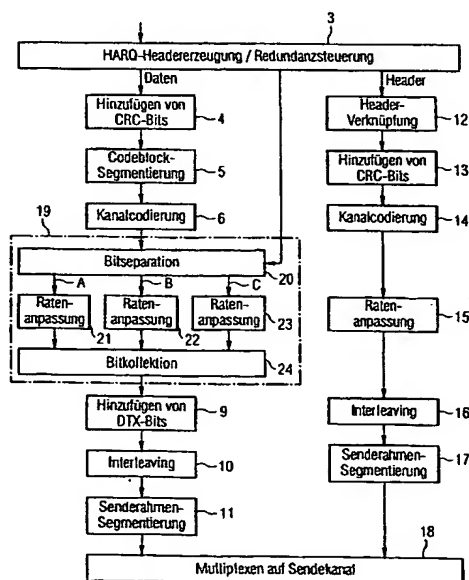 3
HARQ-Headererzeugung / Redundanzsteuerung
Daten
Header
Hinzufügen von
CRC-Bits
4
Header-
Verknüpfung
12
Codeblock-
Segmentierung
5
Hinzufügen von
CRC-Bits
13
Kanalcodierung
6
Kanalcodierung
14
19
Bitseparation
20
A
B
C
Raten-
anpassung
21
Raten-
anpassung
22
Raten-
anpassung
23
Raten-
anpassung
15
Bitkollektion
24
Hinzufügen von
DTX-Bits
9
Interleaving
16
Interleaving
10
Senderahmen-
Segmentierung
17
Senderahmen-
Segmentierung
11
18
Multiplexen auf Sendekanal